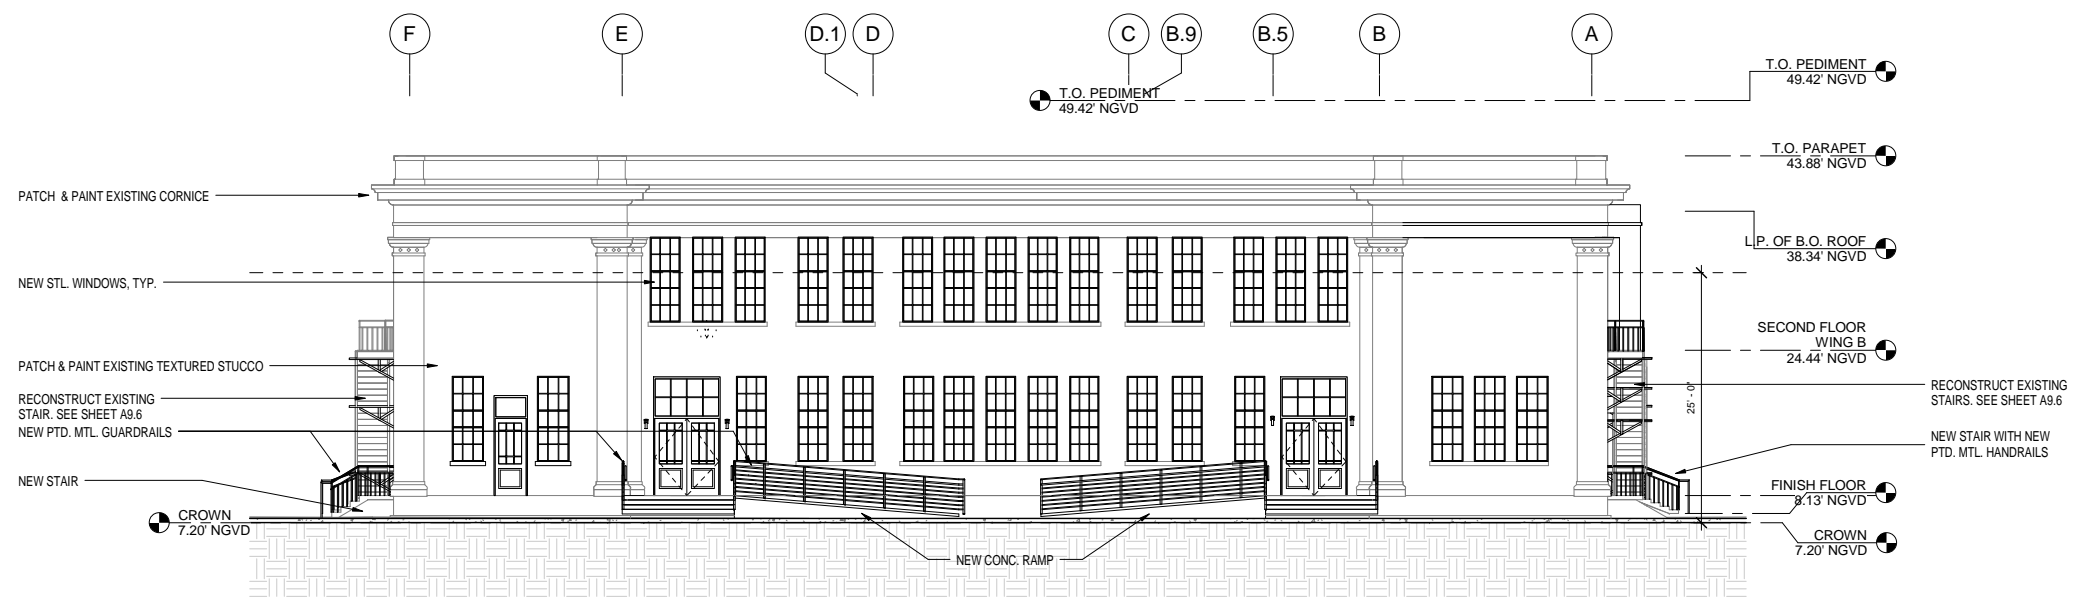 F
E
D.1
D
C
B.9
B.5
B
A
T.O. PEDIMENT
49.42' NGVD
T.O. PEDIMENT
49.42' NGVD
T.O. PARAPET
43.88' NGVD
PATCH & PAINT EXISTING CORNICE
L.P. OF B.O. ROOF
38.34' NGVD
NEW STL. WINDOWS, TYP.
SECOND FLOOR
WING B
24.44' NGVD
PATCH & PAINT EXISTING TEXTURED STUCCO
RECONSTRUCT EXISTING
STAIR. SEE SHEET A9.6
RECONSTRUCT EXISTING
STAIRS. SEE SHEET A9.6
25' - 0"
NEW PTD. MTL. GUARDRAILS
NEW STAIR WITH NEW
PTD. MTL. HANDRAILS
NEW STAIR
FINISH FLOOR
8.13' NGVD
CROWN
7.20' NGVD
CROWN
7.20' NGVD
NEW CONC. RAMP